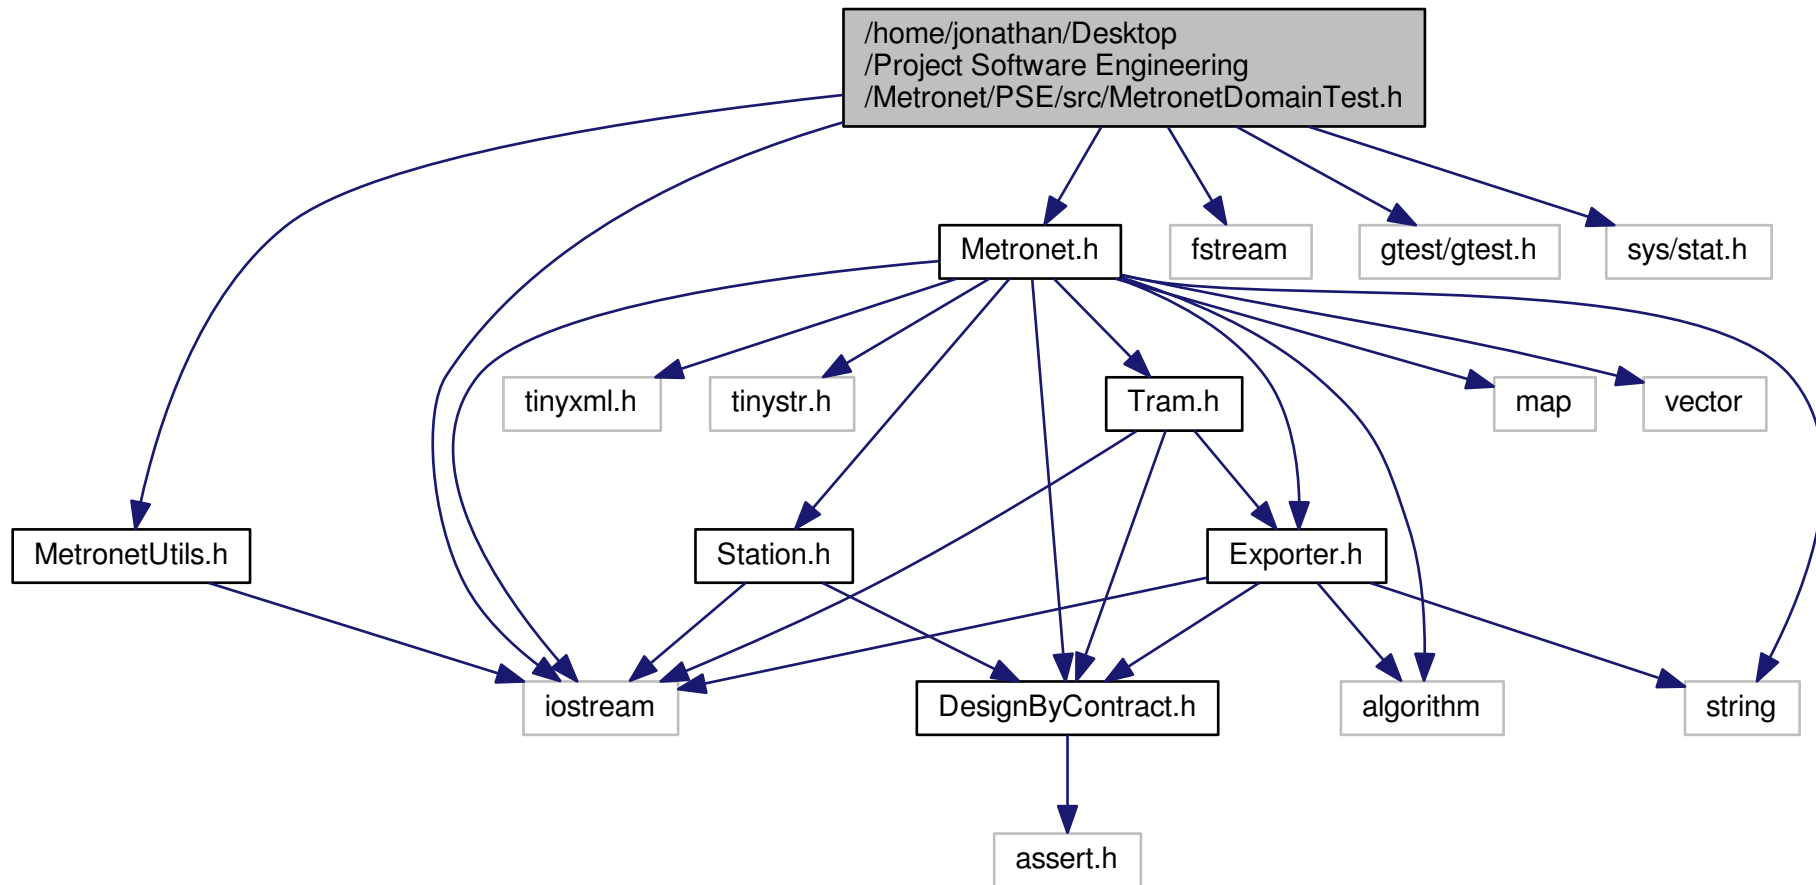 /home/jonathan/Desktop
/Project Software Engineering
/Metronet/PSE/src/MetronetDomainTest.h
Metronet.h
fstream
gtest/gtest.h
sys/stat.h
tinyxml.h
tinystr.h
Tram.h
map
vector
MetronetUtils.h
Station.h
Exporter.h
iostream
DesignByContract.h
algorithm
string
assert.h